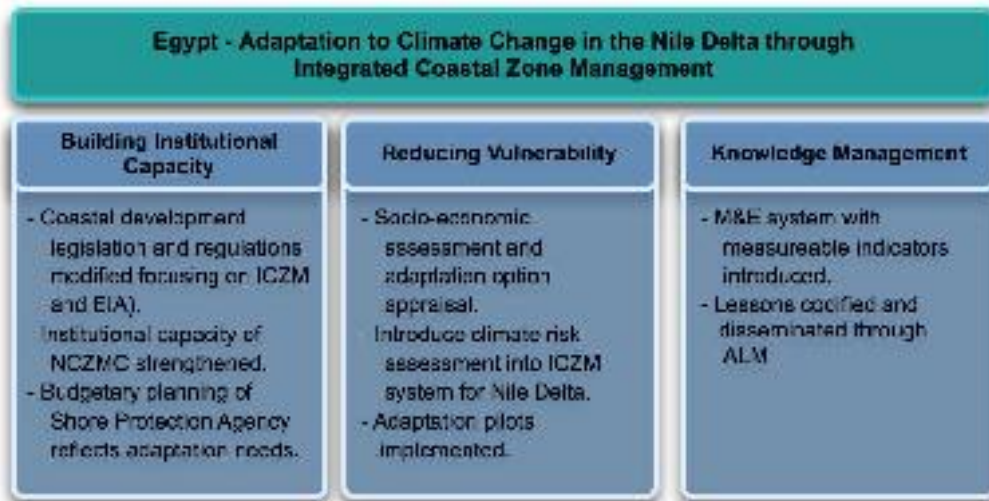 Egypt - Adaptation to Climate Change in the Nile Delta through
Integrated Coastal Zone Management
Building Institutional
Capacity
- Coastal development
legislation and regulations
modified focusing on ICZM
and EIA).
- Institutional capacity of
NCZMC strengthened.
- Budgetary planning of
Shore Protection Agency
reflects adaptation needs.
Reducing Vulnerability
- Socio-economic
assessment and
adaptation option
appraisal.
- Introduce climate risk
assessment into ICZM
system for Nile Delta.
- Adaptation pilots
implemented.
Knowledge Management
- M&E system with
measureable indicators
introduced.
- Lessons codified and
disseminated through
ALM